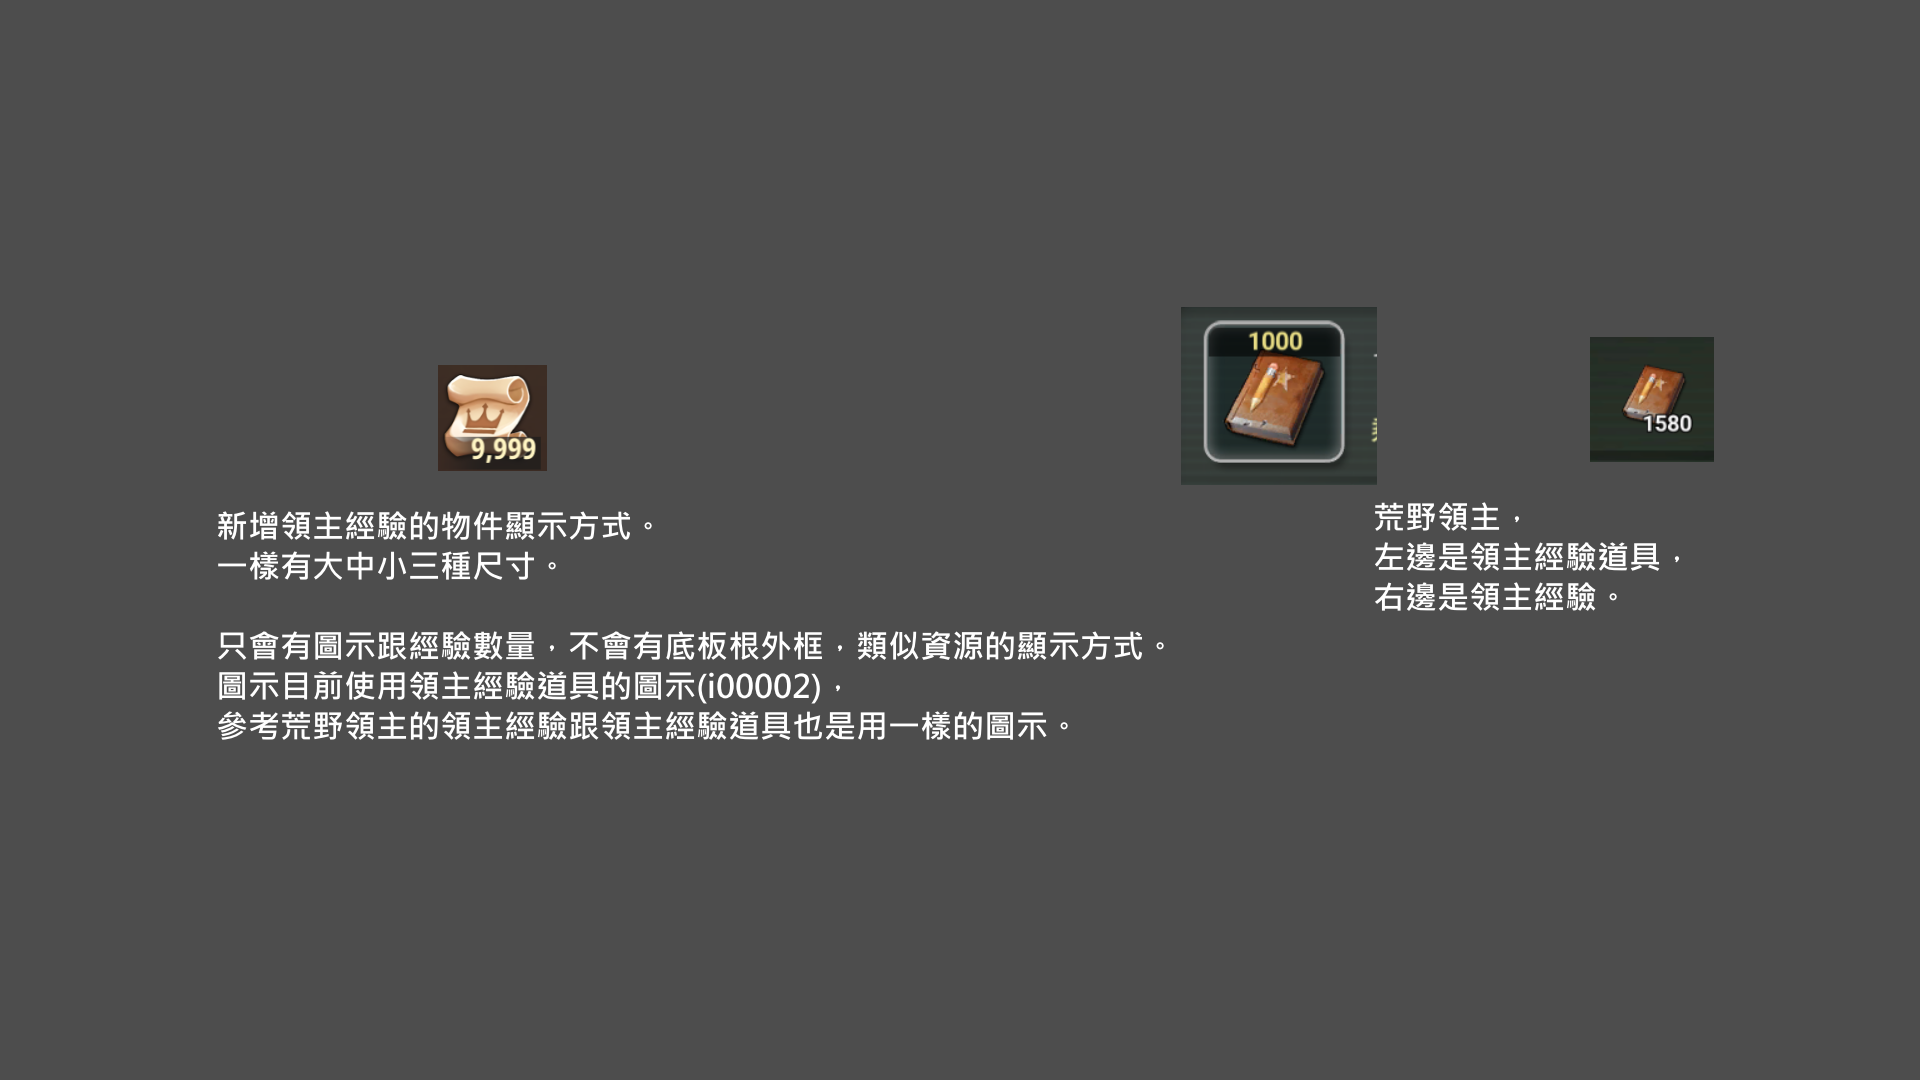 9,999
新增領主經驗的物件顯示方式。
一樣有大中小三種尺寸。
只會有圖示跟經驗數量，不會有底板根外框，類似資源的顯示方式。
圖示目前使用領主經驗道具的圖示(i00002)，
參考荒野領主的領主經驗跟領主經驗道具也是用一樣的圖示。
1000
1580
荒野領主，
左邊是領主經驗道具，
右邊是領主經驗。